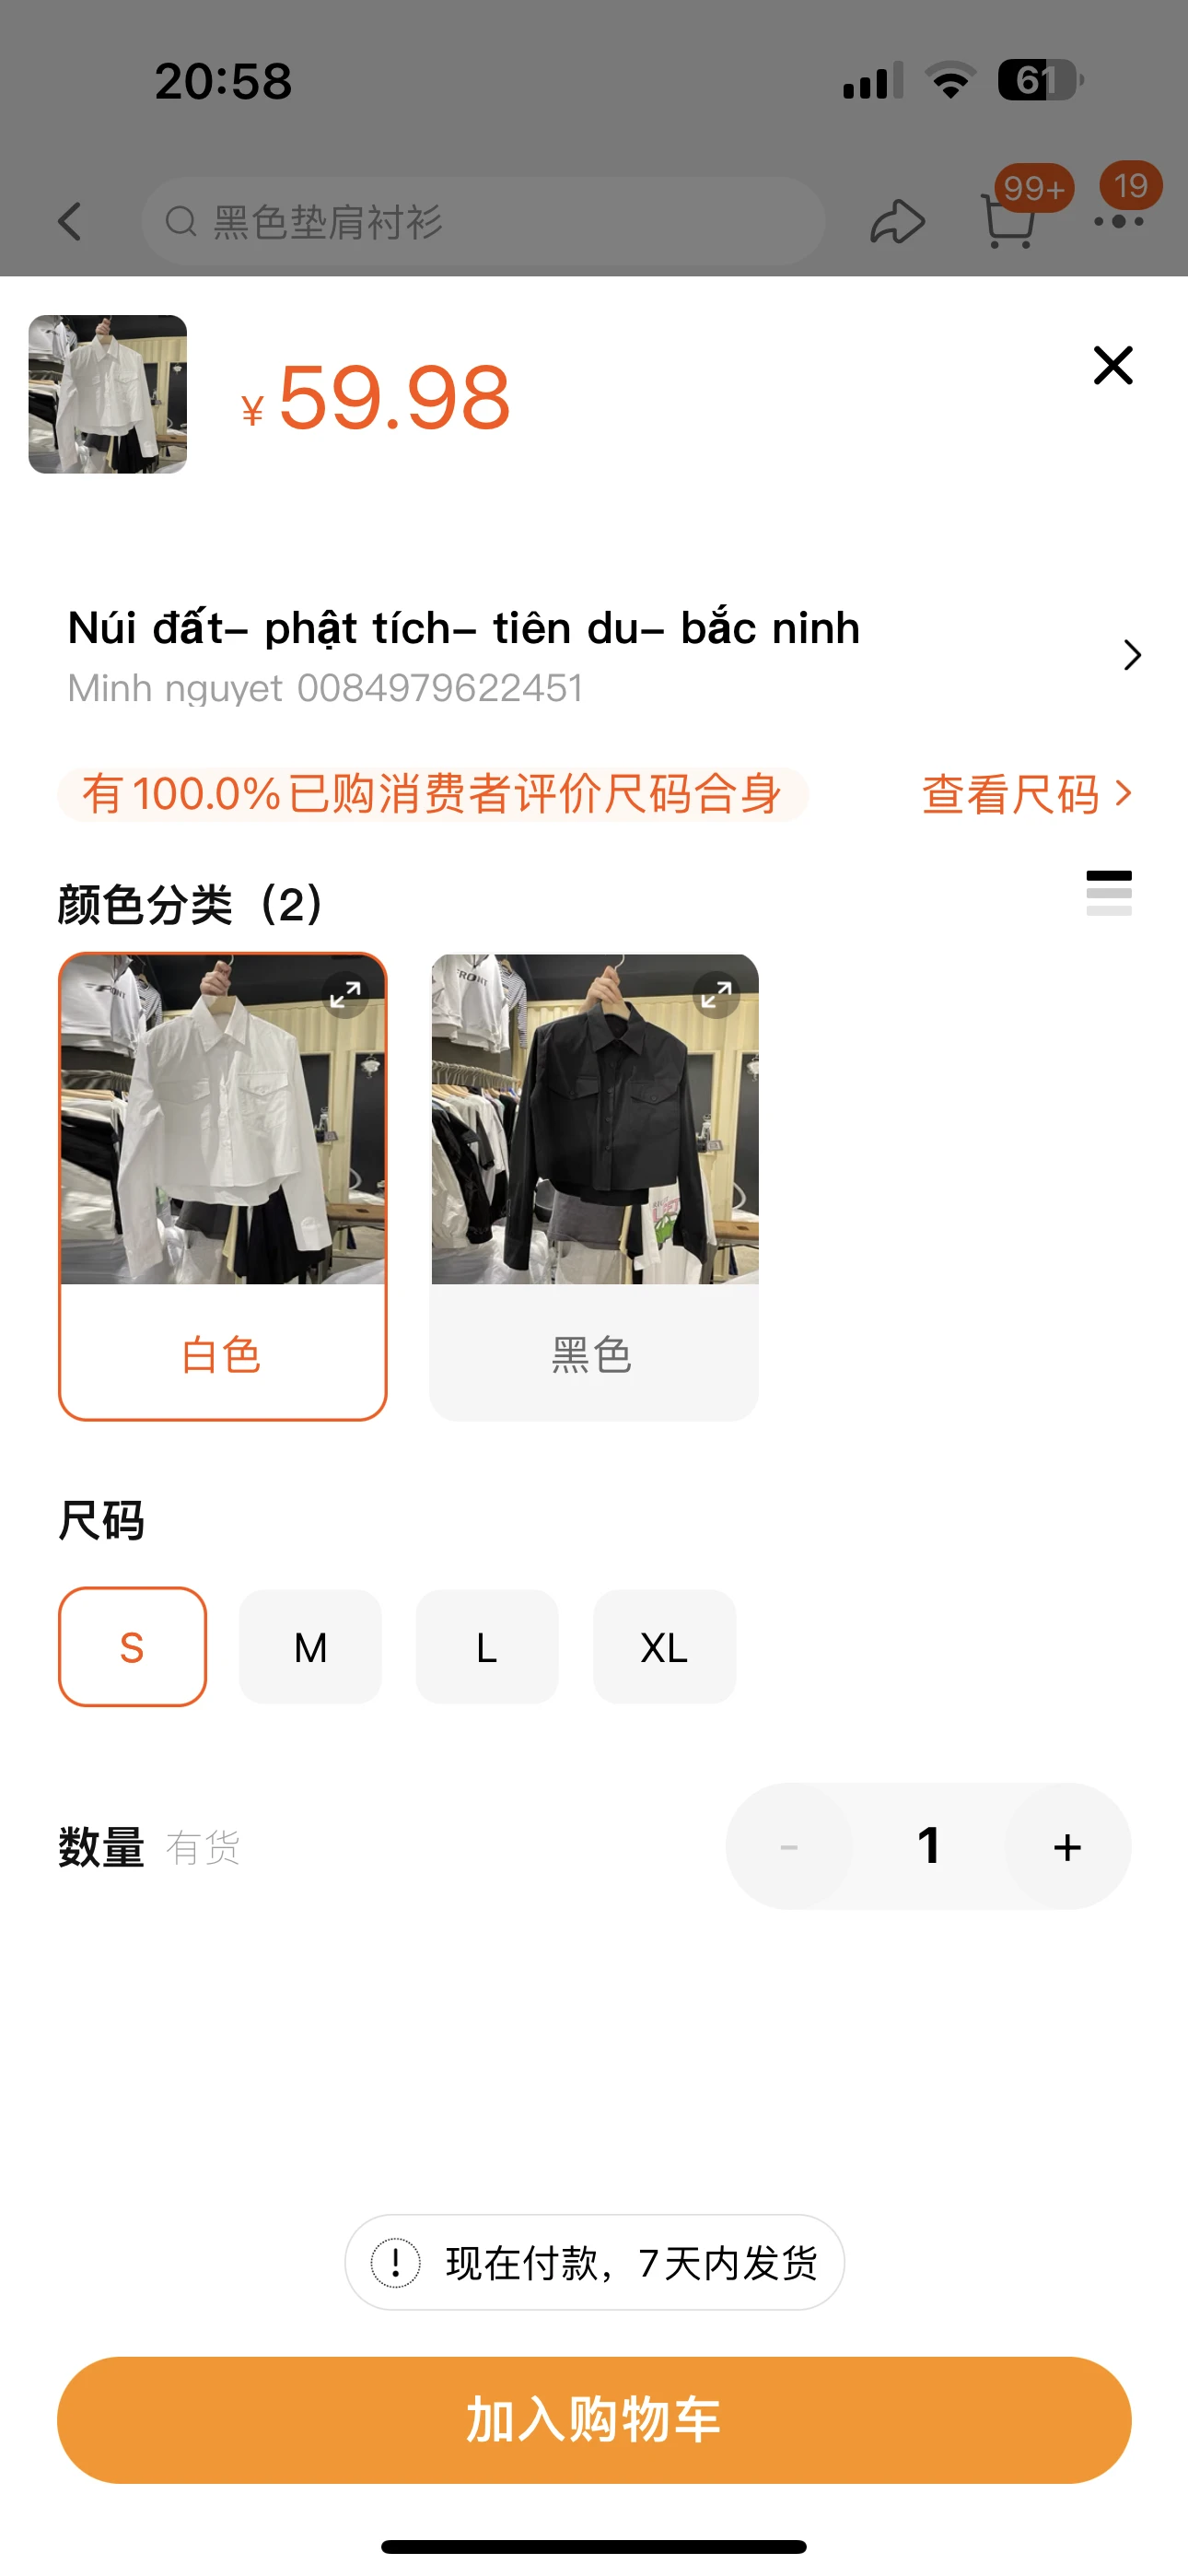 20:58
61
黑色垫肩衬衫
99+
19
¥ 59.98
Núi đất– phật tích– tiên du– bắc ninh
Minh nguyet 0084979622451
有100.0%已购消费者评价尺码合身
查看尺码
颜色分类（2）
白色
黑色
尺码
S
M
L
XL
数量 有货
- 1 +
! 现在付款，7天内发货
加入购物车